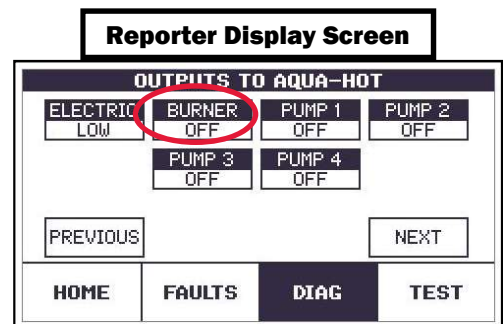 Reporter Display Screen
OUTPUTS TO AQUA-HOT
ELECTRIC BURNER PUMP 1 PUMP 2
LOW OFF OFF OFF
PUMP 3 PUMP 4
OFF OFF
PREVIOUS NEXT
HOME FAULTS DIAG TEST